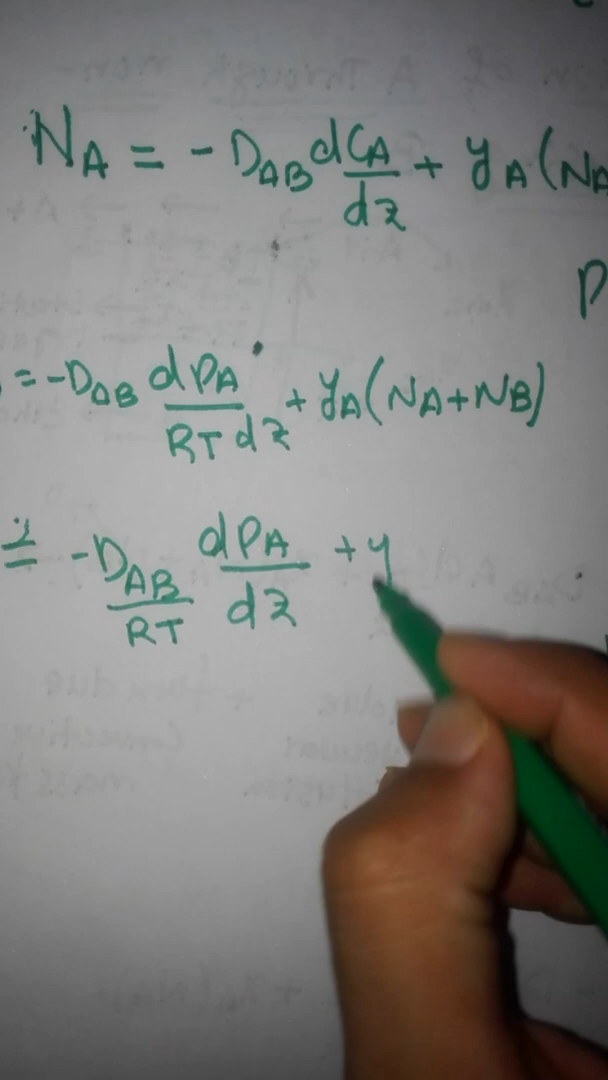 NA = - DAB dCA/dz + yA (NA
P
= -DAB dPA/RT dz + yA (NA+NB)
= -DAB/RT dPA/dz + y